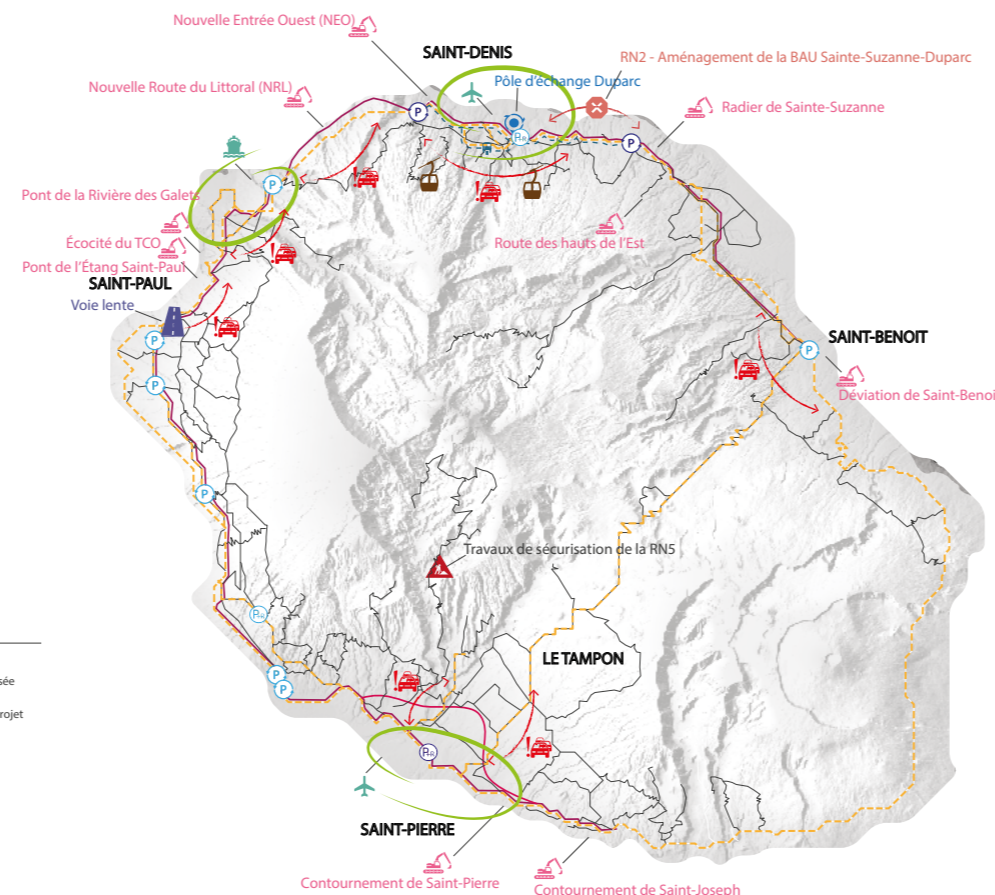 Nouvelle Entrée Ouest (NEO)
SAINT-DENIS
RN2 - Aménagement de la BAU Sainte-Suzanne-Duparc
Pôle d'échange Duparc
Nouvelle Route du Littoral (NRL)
Radier de Sainte-Suzanne
P
P
P
Pont de la Rivière des Galets
Route des hauts de l'Est
Écocité du TCO
Pont de l'Étang Saint-Paul
SAINT-PAUL
Voie lente
P
P
SAINT-BENOIT
P
Déviation de Saint-Benoi
P
Travaux de sécurisation de la RN5
LE TAMPON
sée
P
P
rojet
SAINT-PIERRE
Contournement de Saint-Pierre
Contournement de Saint-Joseph